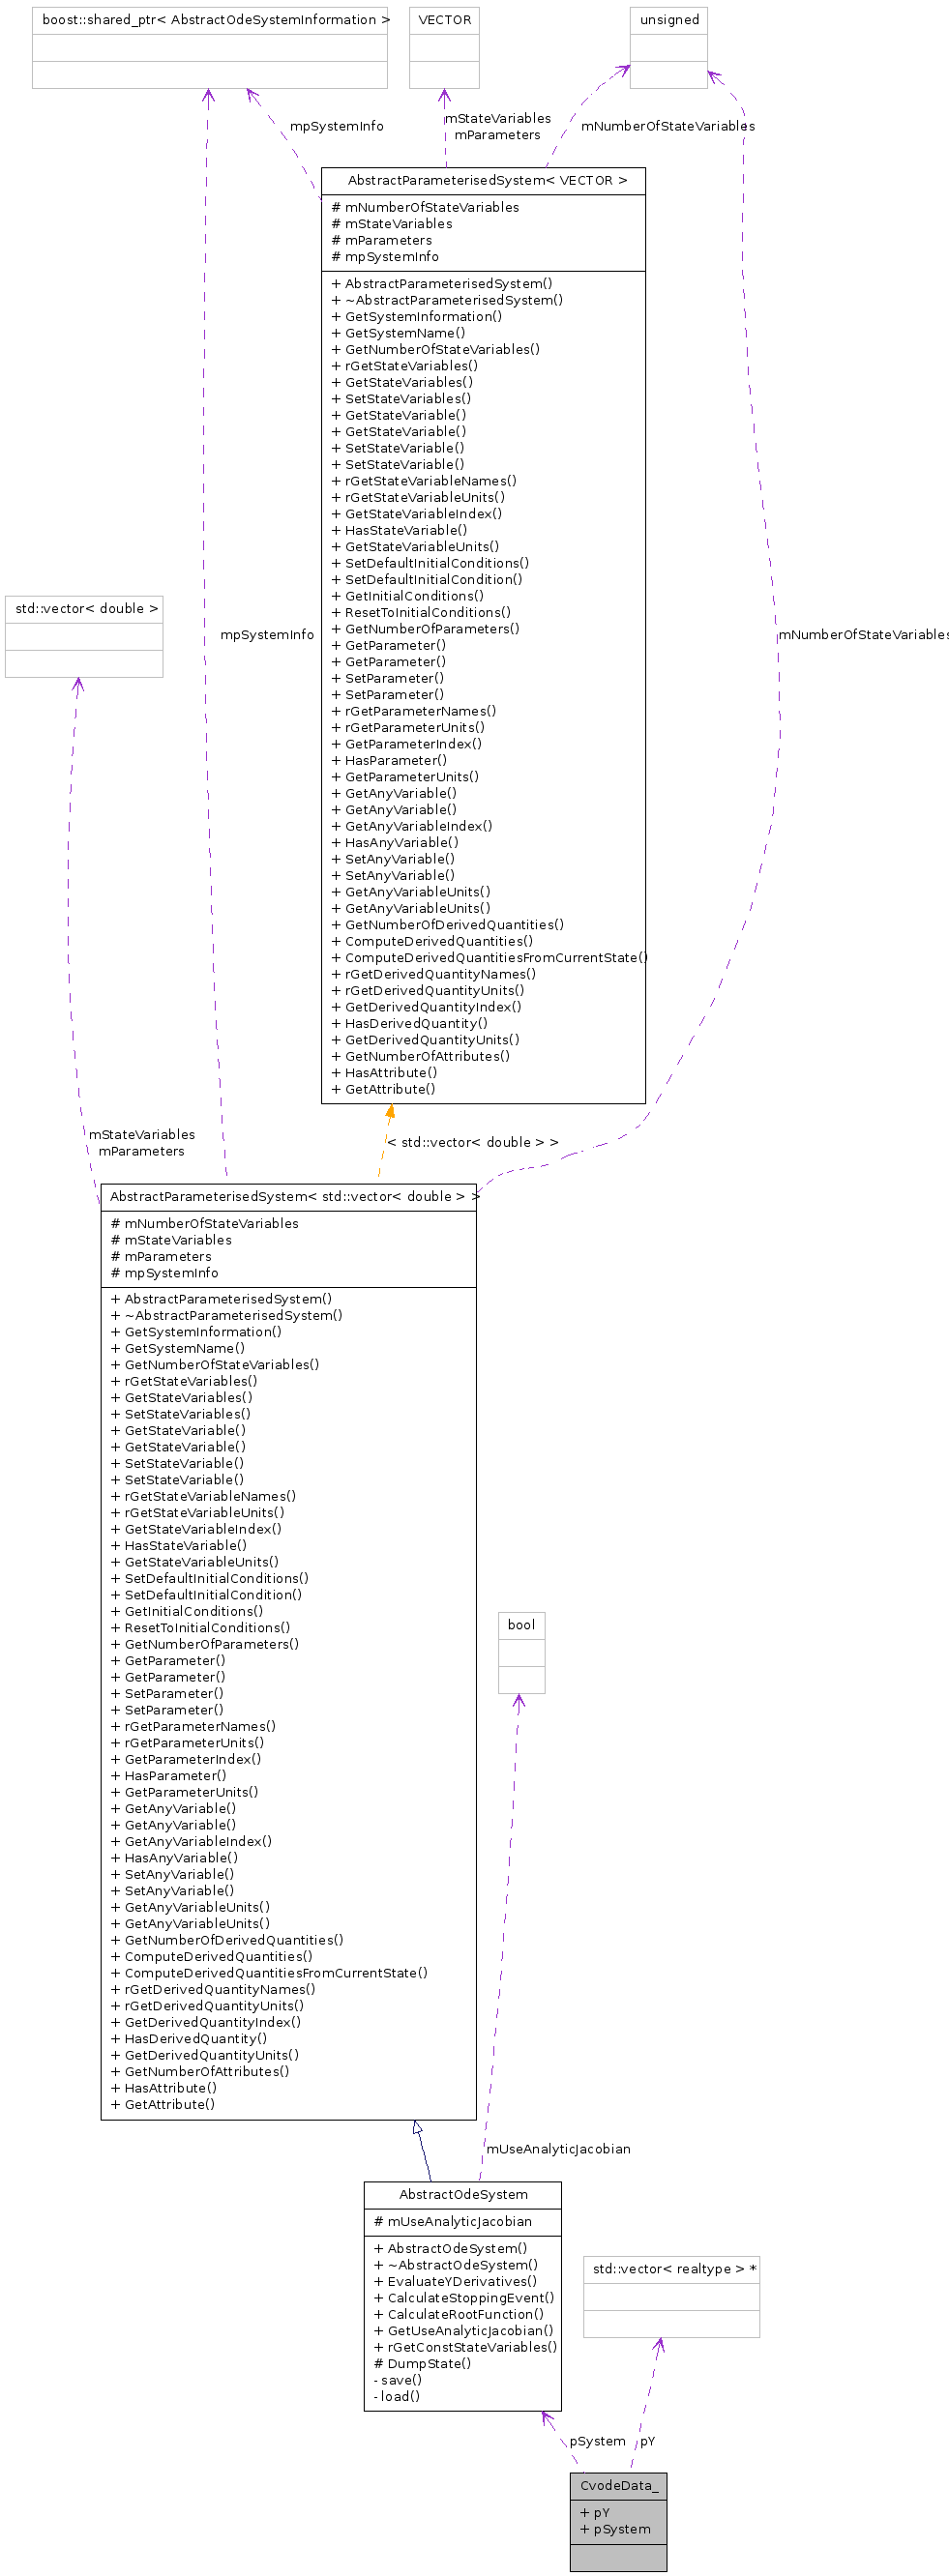 boost::shared_ptr< AbstractOdeSystemInformation >
VECTOR
unsigned
mpSystemInfo
mStateVariables
mParameters
mNumberOfStateVariables
AbstractParameterisedSystem< VECTOR >
# mNumberOfStateVariables
# mStateVariables
# mParameters
# mpSystemInfo
+ AbstractParameterisedSystem()
+ ~AbstractParameterisedSystem()
+ GetSystemInformation()
+ GetSystemName()
+ GetNumberOfStateVariables()
+ rGetStateVariables()
+ GetStateVariables()
+ SetStateVariables()
+ GetStateVariable()
+ GetStateVariable()
+ SetStateVariable()
+ SetStateVariable()
+ rGetStateVariableNames()
+ rGetStateVariableUnits()
+ GetStateVariableIndex()
+ HasStateVariable()
+ GetStateVariableUnits()
+ SetDefaultInitialConditions()
+ SetDefaultInitialCondition()
+ GetInitialConditions()
+ ResetToInitialConditions()
+ GetNumberOfParameters()
+ GetParameter()
+ GetParameter()
+ SetParameter()
+ SetParameter()
+ rGetParameterNames()
+ rGetParameterUnits()
+ GetParameterIndex()
+ HasParameter()
+ GetParameterUnits()
+ GetAnyVariable()
+ GetAnyVariable()
+ GetAnyVariableIndex()
+ HasAnyVariable()
+ SetAnyVariable()
+ SetAnyVariable()
+ GetAnyVariableUnits()
+ GetAnyVariableUnits()
+ GetNumberOfDerivedQuantities()
+ ComputeDerivedQuantities()
+ ComputeDerivedQuantitiesFromCurrentState()
+ rGetDerivedQuantityNames()
+ rGetDerivedQuantityUnits()
+ GetDerivedQuantityIndex()
+ HasDerivedQuantity()
+ GetDerivedQuantityUnits()
+ GetNumberOfAttributes()
+ HasAttribute()
+ GetAttribute()
std::vector< double >
mpSystemInfo
mNumberOfStateVariables
mStateVariables
mParameters
< std::vector< double > >
AbstractParameterisedSystem< std::vector< double > >
# mNumberOfStateVariables
# mStateVariables
# mParameters
# mpSystemInfo
+ AbstractParameterisedSystem()
+ ~AbstractParameterisedSystem()
+ GetSystemInformation()
+ GetSystemName()
+ GetNumberOfStateVariables()
+ rGetStateVariables()
+ GetStateVariables()
+ SetStateVariables()
+ GetStateVariable()
+ GetStateVariable()
+ SetStateVariable()
+ SetStateVariable()
+ rGetStateVariableNames()
+ rGetStateVariableUnits()
+ GetStateVariableIndex()
+ HasStateVariable()
+ GetStateVariableUnits()
+ SetDefaultInitialConditions()
+ SetDefaultInitialCondition()
+ GetInitialConditions()
+ ResetToInitialConditions()
+ GetNumberOfParameters()
+ GetParameter()
+ GetParameter()
+ SetParameter()
+ SetParameter()
+ rGetParameterNames()
+ rGetParameterUnits()
+ GetParameterIndex()
+ HasParameter()
+ GetParameterUnits()
+ GetAnyVariable()
+ GetAnyVariable()
+ GetAnyVariableIndex()
+ HasAnyVariable()
+ SetAnyVariable()
+ SetAnyVariable()
+ GetAnyVariableUnits()
+ GetAnyVariableUnits()
+ GetNumberOfDerivedQuantities()
+ ComputeDerivedQuantities()
+ ComputeDerivedQuantitiesFromCurrentState()
+ rGetDerivedQuantityNames()
+ rGetDerivedQuantityUnits()
+ GetDerivedQuantityIndex()
+ HasDerivedQuantity()
+ GetDerivedQuantityUnits()
+ GetNumberOfAttributes()
+ HasAttribute()
+ GetAttribute()
bool
mUseAnalyticJacobian
AbstractOdeSystem
# mUseAnalyticJacobian
+ AbstractOdeSystem()
+ ~AbstractOdeSystem()
+ EvaluateYDerivatives()
+ CalculateStoppingEvent()
+ CalculateRootFunction()
+ GetUseAnalyticJacobian()
+ rGetConstStateVariables()
# DumpState()
- save()
- load()
std::vector< realtype > *
pSystem
pY
CvodeData_
+ pY
+ pSystem